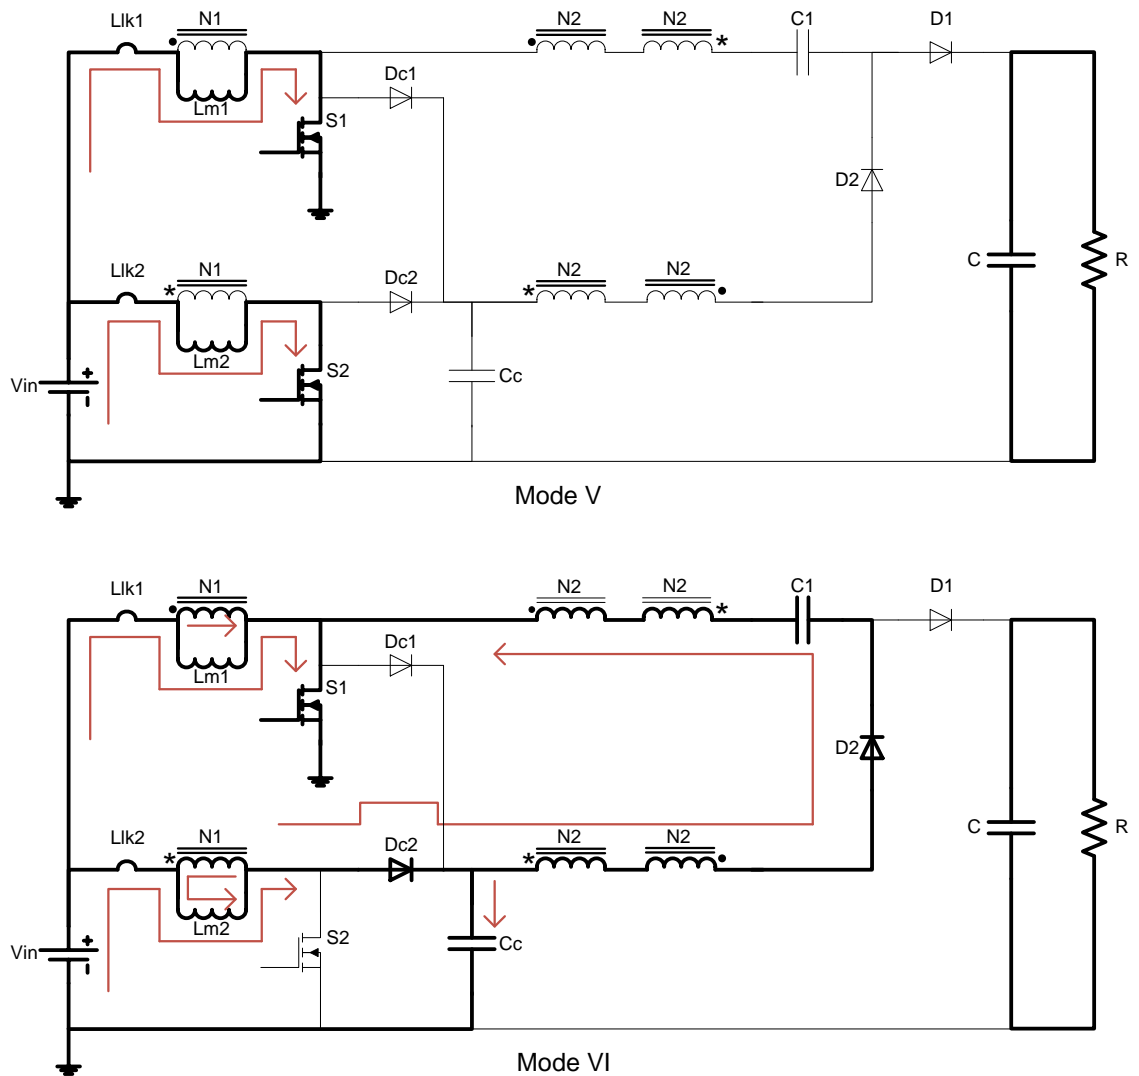 Llk1 N1 N2 N2 C1 D1
Lm1 Dc1
S1
D2
Llk2 N1 N2 N2 C R
* Dc2 *
Lm2
Vin + S2 Cc
Mode V
Llk1 N1 N2 N2 C1 D1
Lm1 Dc1
S1
D2
Llk2 N1 Dc2 N2 N2 C R
Lm2
Vin + S2 Cc
Mode VI